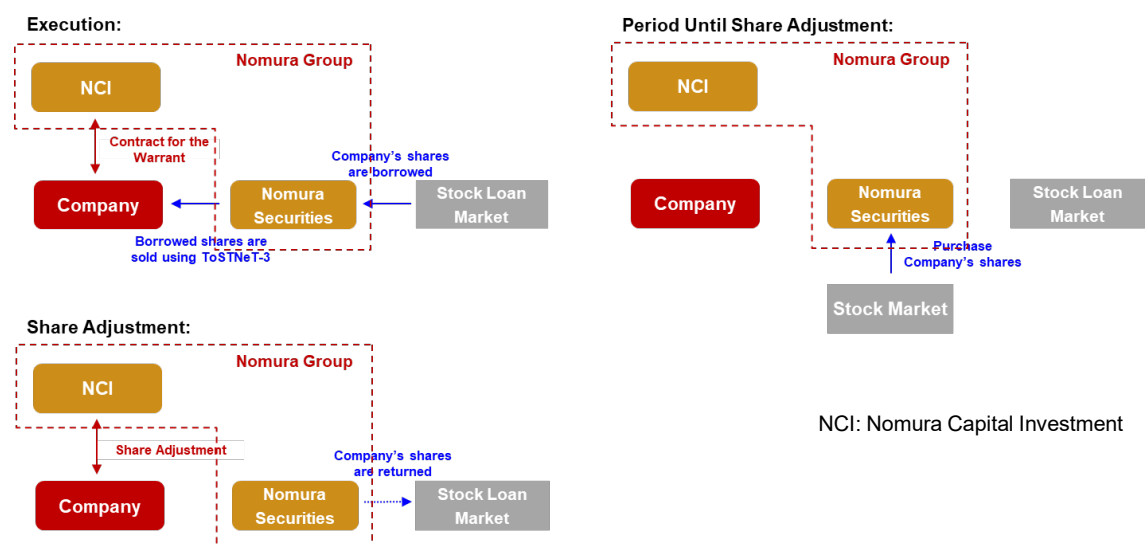 Execution:
Nomura Group
NCI
Contract for the
Warrant
Company's shares
are borrowed
Company
Nomura
Securities
Stock Loan
Market
Borrowed shares are
sold using ToSTNeT-3
Period Until Share Adjustment:
Nomura Group
NCI
Company
Nomura
Securities
Stock Loan
Market
Purchase
Company's shares
Stock Market
Share Adjustment:
Nomura Group
NCI
Share Adjustment
Company's shares
are returned
Company
Nomura
Securities
Stock Loan
Market
NCI: Nomura Capital Investment